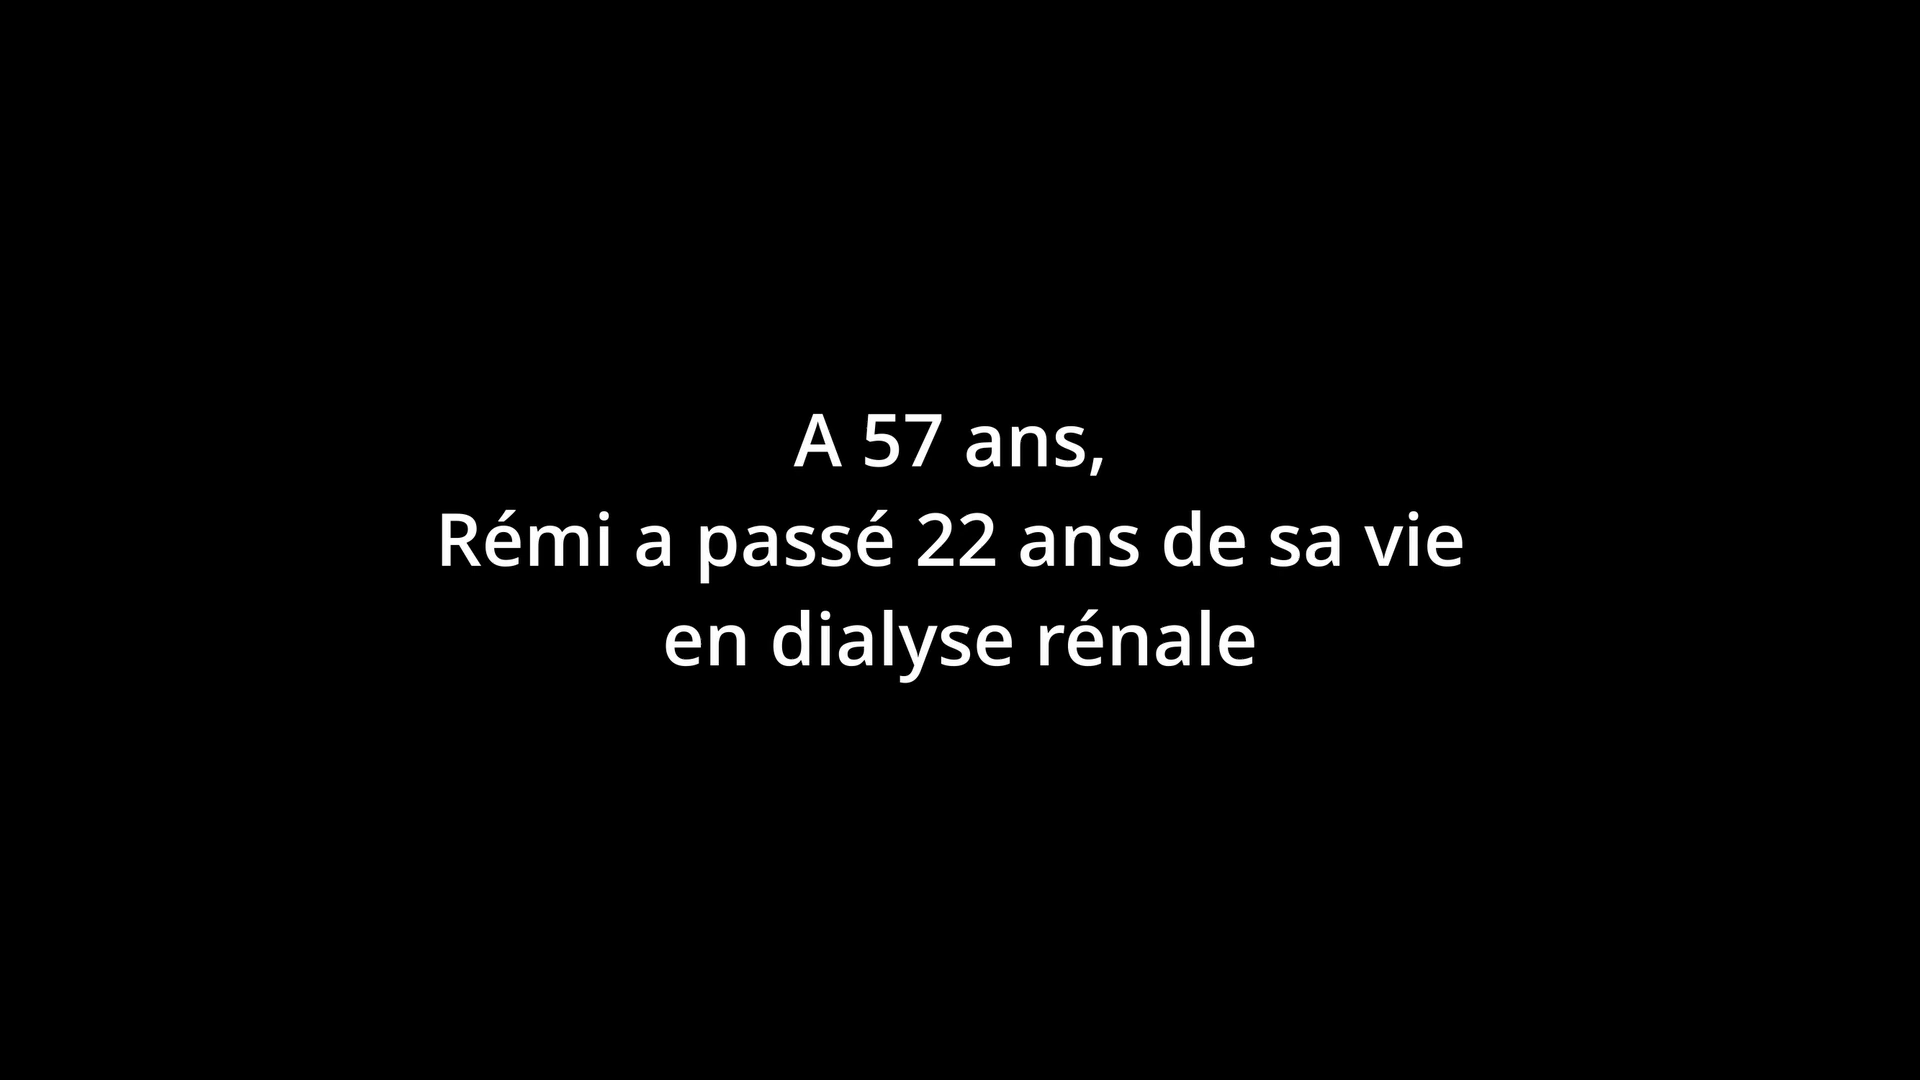 A 57 ans,
Rémi a passé 22 ans de sa vie
en dialyse rénale